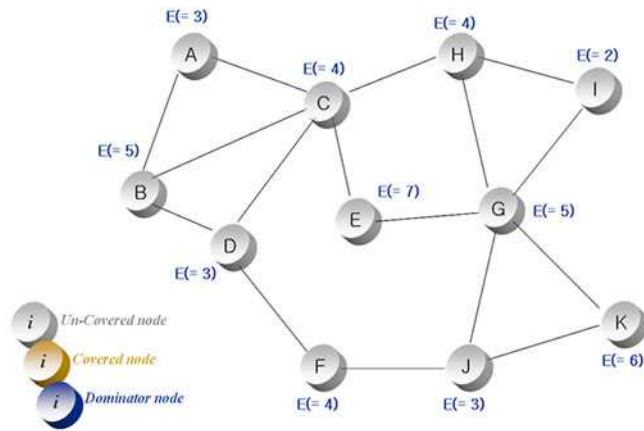 E(= 3)
A
E(= 4)
H
E(= 4)
C
E(= 2)
I
E(= 5)
B
E(= 7)
E
G
E(= 5)
D
E(= 3)
i Un-Covered node
i Covered node
i Dominator node
F
E(= 4)
J
E(= 3)
K
E(= 6)